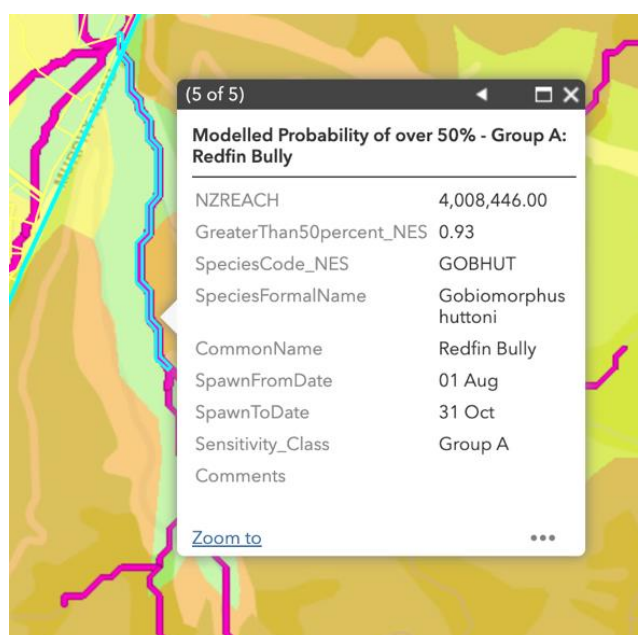 (5 of 5)
Modelled Probability of over 50% - Group A:
Redfin Bully
NZREACH 4,008,446.00
GreaterThan50percent_NES 0.93
SpeciesCode_NES GOBHUT
SpeciesFormalName Gobiomorphus
huttoni
CommonName Redfin Bully
SpawnFromDate 01 Aug
SpawnToDate 31 Oct
Sensitivity_Class Group A
Comments
Zoom to